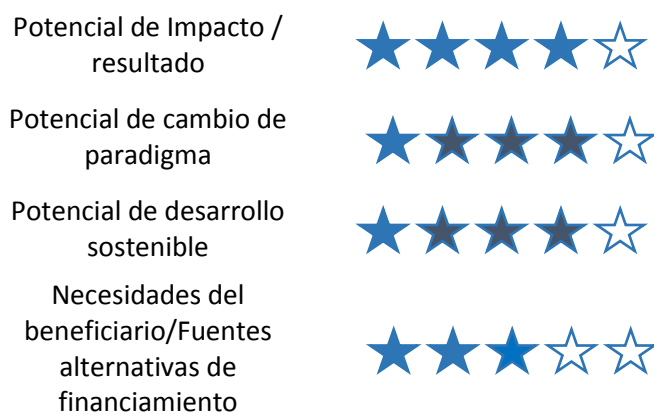 Potencial de Impacto /
resultado
Potencial de cambio de
paradigma
Potencial de desarrollo
sostenible
Necesidades del
beneficiario/Fuentes
alternativas de
financiamiento